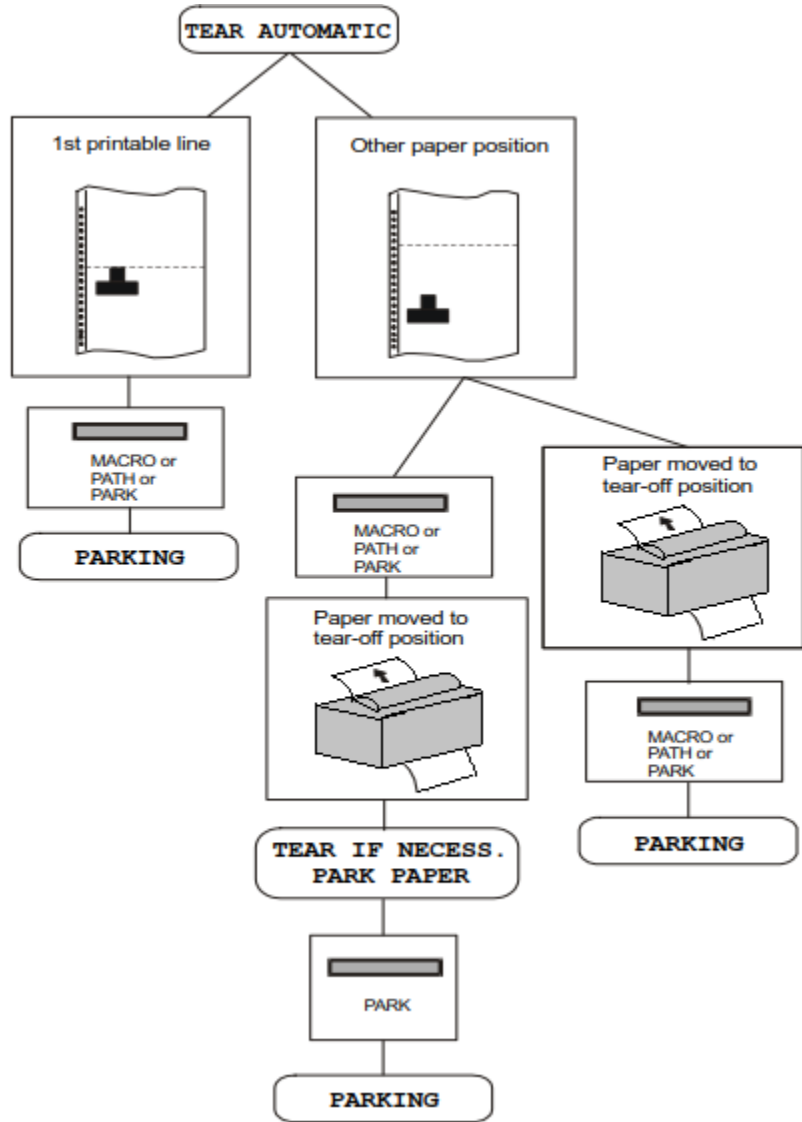 TEAR AUTOMATIC
1st printable line
Other paper position
MACRO or
PATH or
PARK
PARKING
MACRO or
PATH or
PARK
Paper moved to
tear-off position
TEAR IF NECESS.
PARK PAPER
PARK
PARKING
Paper moved to
tear-off position
MACRO or
PATH or
PARK
PARKING